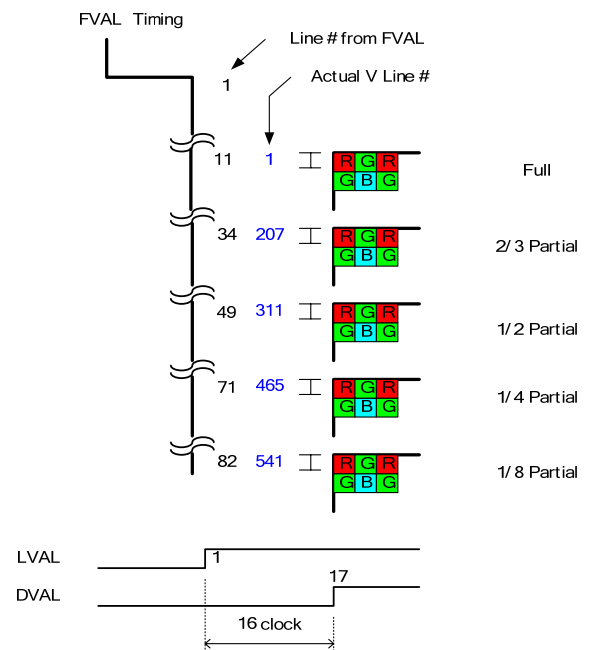 FVAL Timing
Line # from FVAL
1
Actual V Line #
11 1 R G R Full
G B G
34 207 R G R 2/3 Partial
G B G
49 311 R G R 1/2 Partial
G B G
71 465 R G R 1/4 Partial
G B G
82 541 R G R 1/8 Partial
G B G
LVAL 1
DVAL 17
16 clock